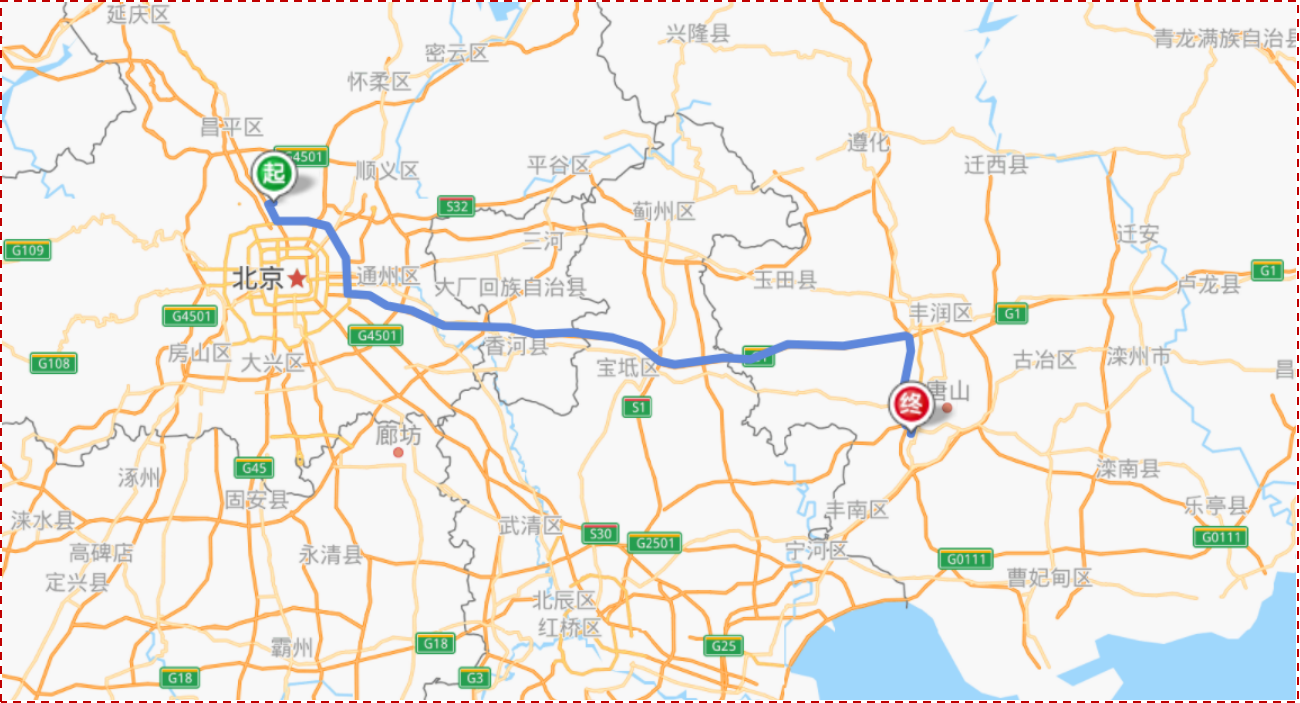 延庆区
兴隆县
青龙满族自治县
密云区
怀柔区
昌平区
遵化
G4501
顺义区
平谷区
迁西县
起
S32
蓟州区
迁安
G109
三河
北京
通州区
大厂回族自治县
玉田县
G1
卢龙县
G4501
丰润区
G1
G4501
香河县
房山区
大兴区
G108
宝坻区
古冶区
滦州市
昌
唐山
终
S1
廊坊
涿州
G45
固安县
滦南县
乐亭县
涞水县
武清区
丰南区
S30
G2501
G0111
高碑店
永清县
宁河区
G0111
定兴县
曹妃甸区
北辰区
红桥区
霸州
G18
G25
G18
G3